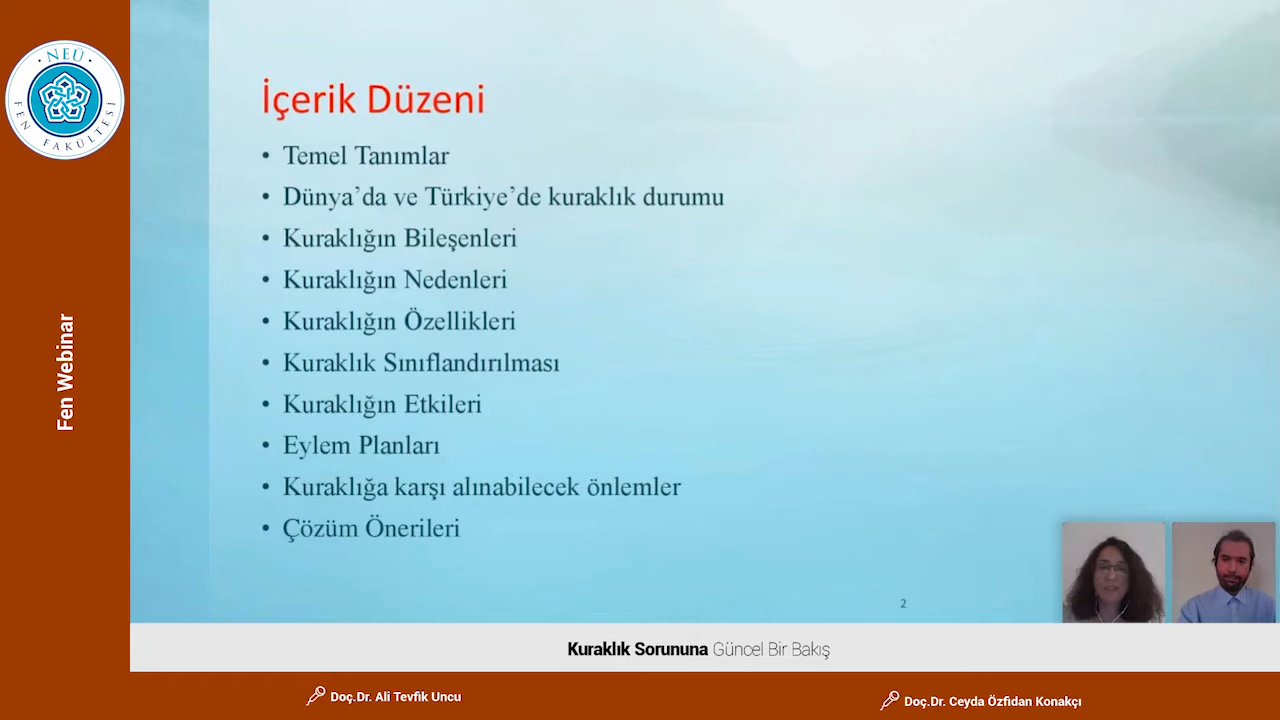 · NEÜ ·
FEN FAKÜLTESİ
Fen Webinar
İçerik Düzeni
• Temel Tanımlar
• Dünya’da ve Türkiye’de kuraklık durumu
• Kuraklığın Bileşenleri
• Kuraklığın Nedenleri
• Kuraklığın Özellikleri
• Kuraklık Sınıflandırılması
• Kuraklığın Etkileri
• Eylem Planları
• Kuraklığa karşı alınabilecek önlemler
• Çözüm Önerileri
2
Kuraklık Sorununa Güncel Bir Bakış
Doç.Dr. Ali Tevfik Uncu
Doç.Dr. Ceyda Özfidan Konakçı